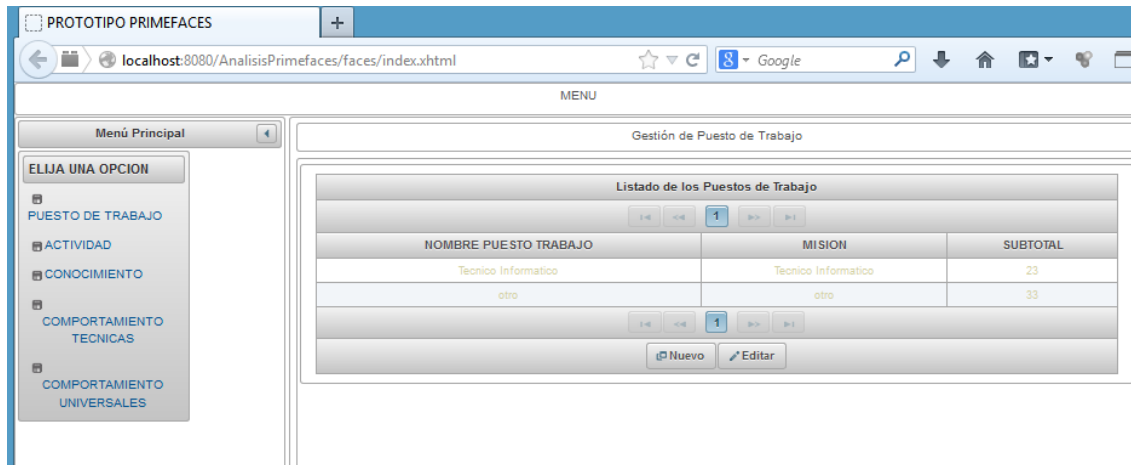 PROTOTIPO PRIMEFACES
localhost:8080/AnalisisPrimefaces/faces/index.xhtml
8 Google
MENU
Menú Principal
Gestión de Puesto de Trabajo
ELIJA UNA OPCION
PUESTO DE TRABAJO
ACTIVIDAD
CONOCIMIENTO
COMPORTAMIENTO
TECNICAS
COMPORTAMIENTO
UNIVERSALES
Listado de los Puestos de Trabajo
1
NOMBRE PUESTO TRABAJO MISION SUBTOTAL
Tecnico Informatico Tecnico Informatico 23
otro otro 33
1
Nuevo Editar